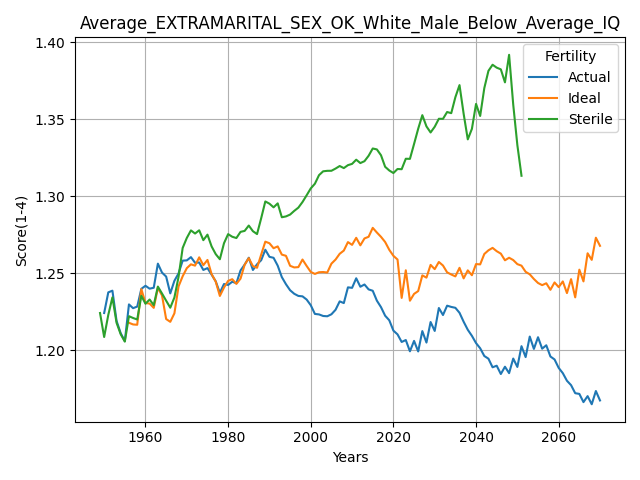 Average_EXTRAMARITAL_SEX_OK_White_Male_Below_Average_IQ
1.40
1.35
1.30
1.25
1.20
Score(1-4)
Fertility
Actual
Ideal
Sterile
1960 1980 2000 2020 2040 2060
Years